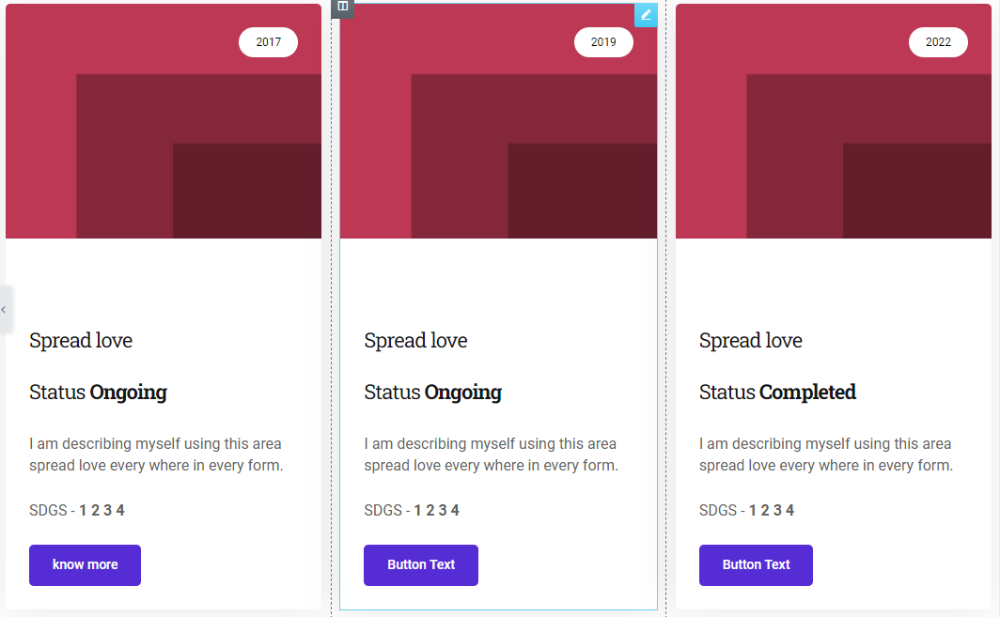 2017
Spread love
Status Ongoing
I am describing myself using this area
spread love every where in every form.
SDGS - 1 2 3 4
know more
2019
Spread love
Status Ongoing
I am describing myself using this area
spread love every where in every form.
SDGS - 1 2 3 4
Button Text
2022
Spread love
Status Completed
I am describing myself using this area
spread love every where in every form.
SDGS - 1 2 3 4
Button Text